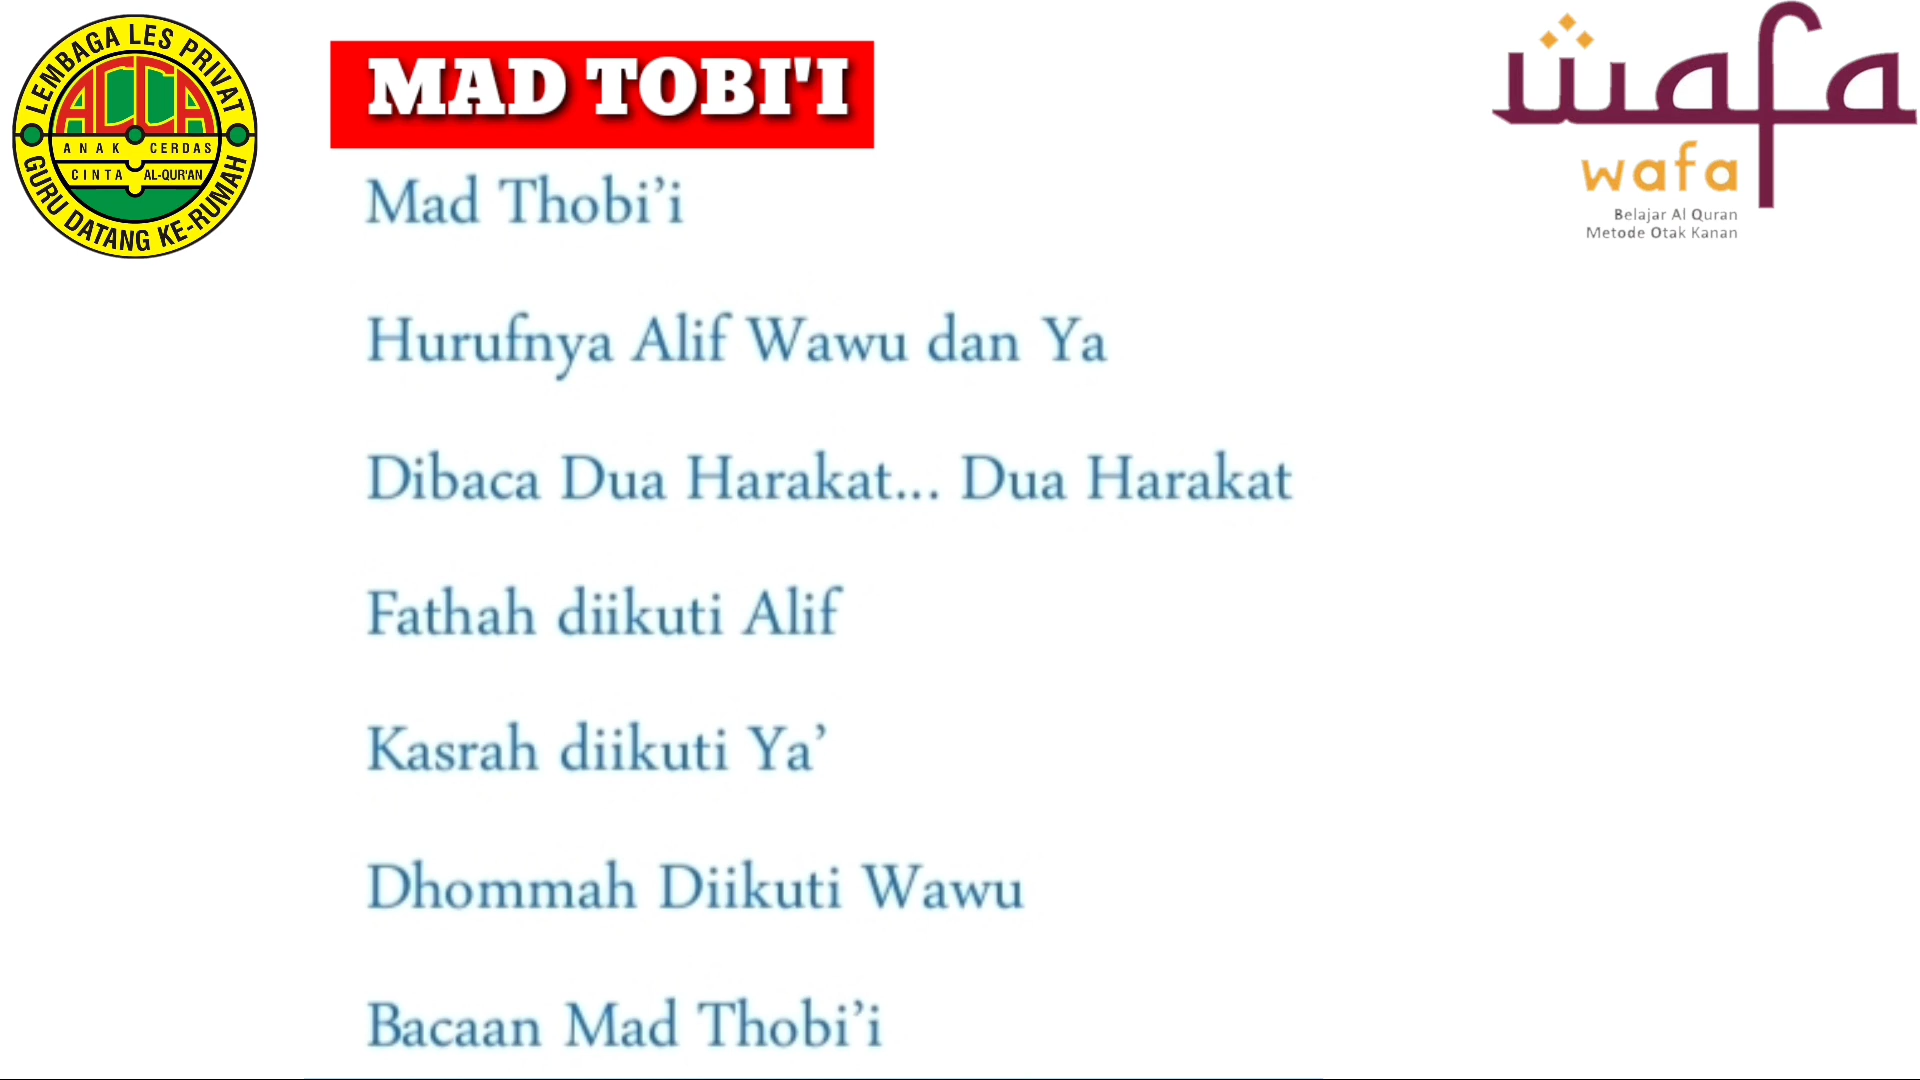 LEMBAGA LES PRIVAT
ACCA
ANAK CERDAS
CINTA AL-QUR'AN
GURU DATANG KE-RUMAH
MAD TOBI'I
wafa
wafa
Belajar Al Quran
Metode Otak Kanan
Mad Thobi’i
Hurufnya Alif Wawu dan Ya
Dibaca Dua Harakat... Dua Harakat
Fathah diikuti Alif
Kasrah diikuti Ya’
Dhommah Diikuti Wawu
Bacaan Mad Thobi’i